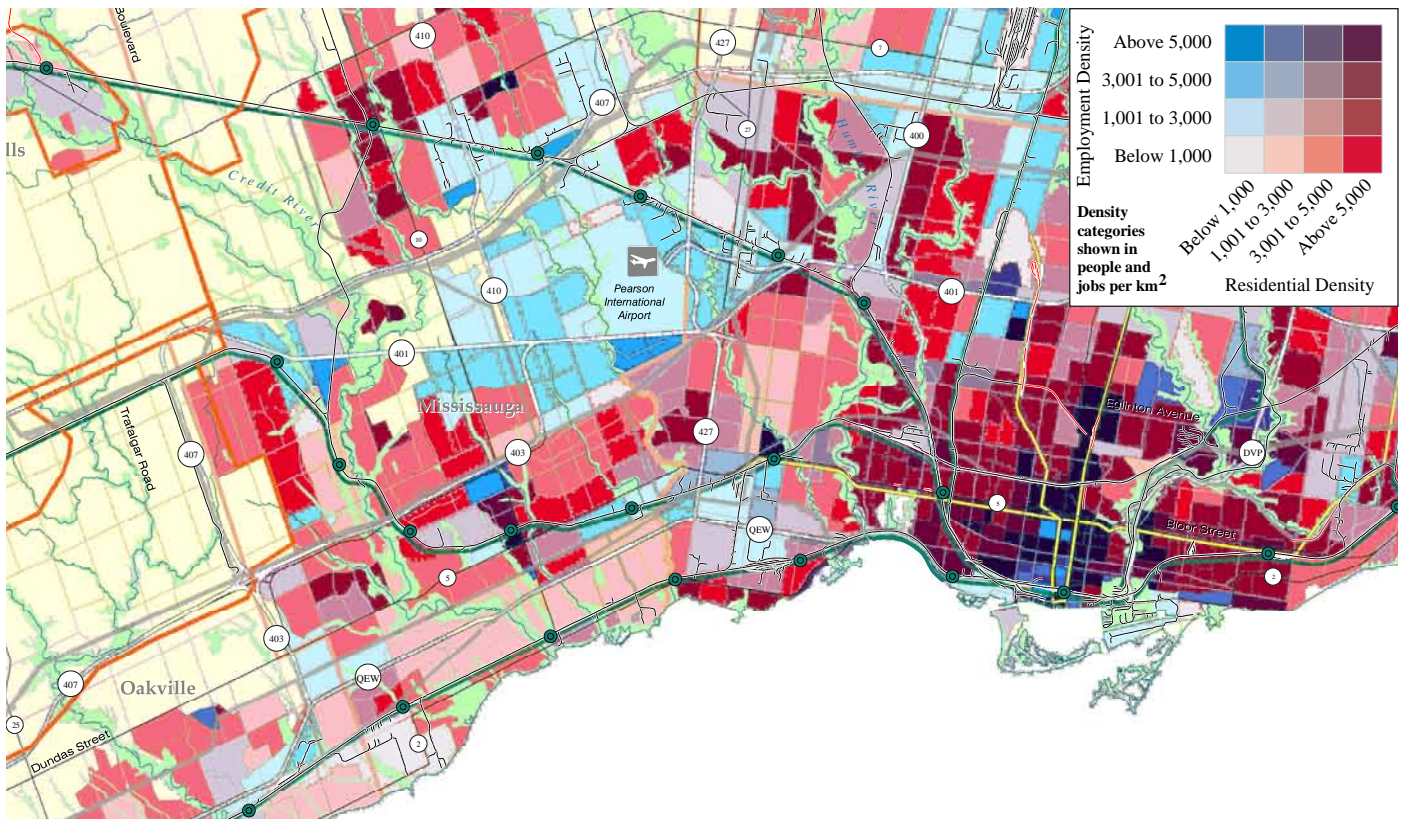 Boulevard
410
427
7
407
27
400
Humber River
lls
Credit River
10
Pearson
International
Airport
410
401
401
Mississauga
Trafalgar Road
407
403
427
Eglinton Avenue
DVP
5
QEW
Bloor Street
5
2
403
QEW
407
Oakville
25
Dundas Street
2
Employment Density
Above 5,000
3,001 to 5,000
1,001 to 3,000
Below 1,000
Below 1,000
1,001 to 3,000
3,001 to 5,000
Above 5,000
Density
categories
shown in
people and
jobs per km²
Residential Density